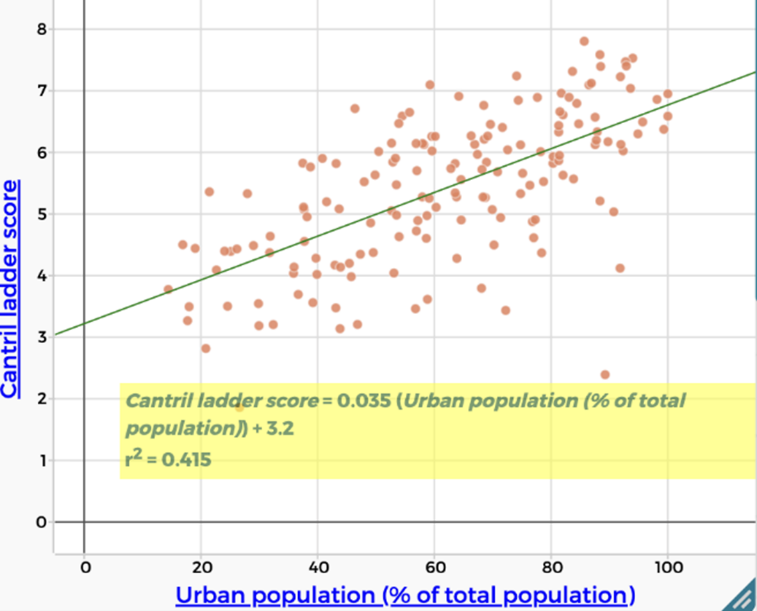 8
7
6
5
4
3
2
1
0
Cantril ladder score
Cantril ladder score = 0.035 (Urban population (% of total
population)) + 3.2
r² = 0.415
0 20 40 60 80 100
Urban population (% of total population)